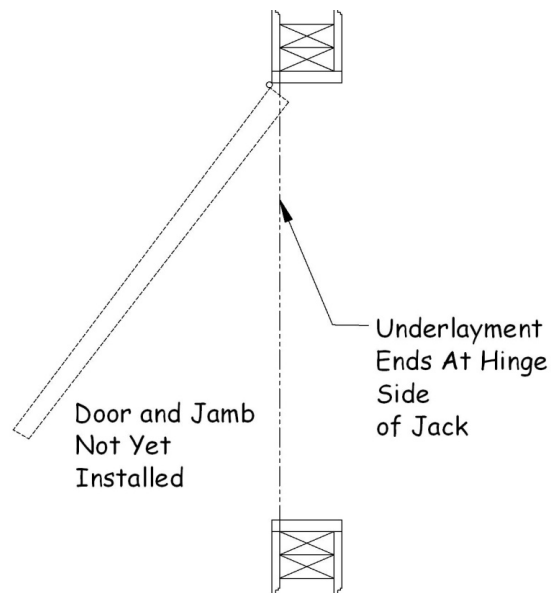 Underlayment
Ends At Hinge
Side
of Jack
Door and Jamb
Not Yet
Installed